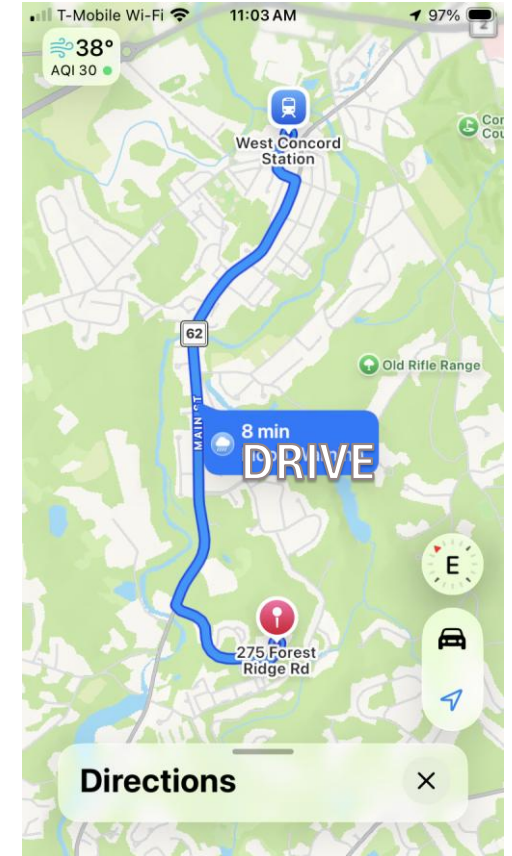 T-Mobile Wi-Fi
11:03 AM
97%
38°
AQI 30
2
West Concord
Station
62
Old Rifle Range
MAIN ST
8 min
DRIVE
E
275 Forest
Ridge Rd
Directions